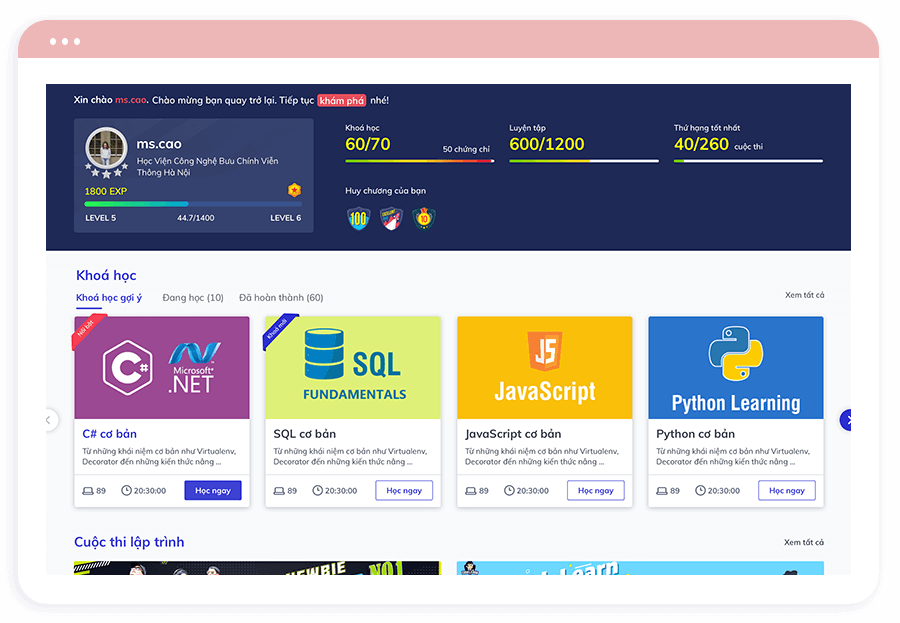 Xin chào ms.cao. Chào mừng bạn quay trở lại. Tiếp tục khám phá nhé!
ms.cao
Học Viện Công Nghệ Bưu Chính Viễn
Thông Hà Nội
1800 EXP
LEVEL 5 44.7/1400 LEVEL 6
Khoá học
60/70 50 chứng chỉ
Luyện tập
600/1200
Thứ hạng tốt nhất
40/260 cuộc thi
Huy chương của bạn
100
10
Khoá học
Khoá học gợi ý Đang học (10) Đã hoàn thành (60) Xem tất cả
Nổi bật
C#
Microsoft®
.NET
C# cơ bản
Từ những khái niệm cơ bản như Virtualenv,
Decorator đến những kiến thức nâng ...
89 20:30:00 Học ngay
Khoá mới
SQL
FUNDAMENTALS
SQL cơ bản
Từ những khái niệm cơ bản như Virtualenv,
Decorator đến những kiến thức nâng ...
89 20:30:00 Học ngay
JS
JavaScript
JavaScript cơ bản
Từ những khái niệm cơ bản như Virtualenv,
Decorator đến những kiến thức nâng ...
89 20:30:00 Học ngay
Python Learning
Python cơ bản
Từ những khái niệm cơ bản như Virtualenv,
Decorator đến những kiến thức nâng ...
89 20:30:00 Học ngay
Cuộc thi lập trình Xem tất cả
NEWBIE NO1
Learn